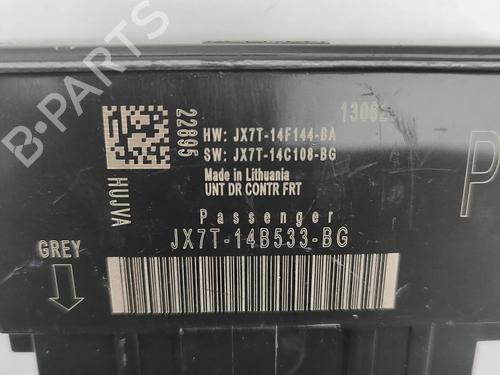 B-PARTS
22895
HUJVA
HW: JX7T-14F144-BA
SW: JX7T-14C108-BG
Made in Lithuania
UNT DR CONTR FRT
Passenger
JX7T-14B533-BG
GREY
P